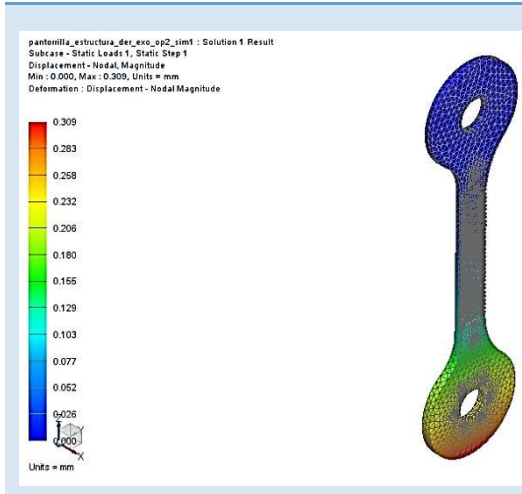 pantorrilla_estructura_der_exo_op2_sim1 : Solution 1 Result
Subcase - Static Loads 1, Static Step 1
Displacement - Nodal, Magnitude
Min : 0.000, Max : 0.309, Units = mm
Deformation : Displacement - Nodal Magnitude
0.309
0.283
0.258
0.232
0.206
0.180
0.155
0.129
0.103
0.077
0.052
0.026
0.000
X
Units = mm